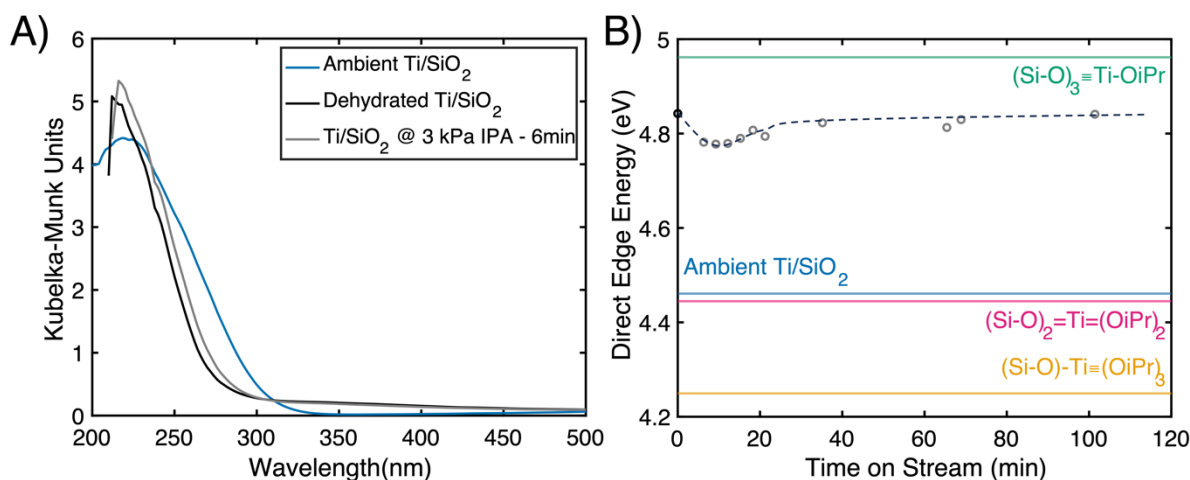 A)
6
5
4
3
2
1
0
Kubelka-Munk Units
Ambient Ti/SiO2
Dehydrated Ti/SiO2
Ti/SiO2 @ 3 kPa IPA - 6min
200 250 300 350 400 450 500
Wavelength(nm)
B)
5
4.8
4.6
4.4
4.2
Direct Edge Energy (eV)
(Si-O)3≡Ti-OiPr
Ambient Ti/SiO2
(Si-O)2=Ti=(OiPr)2
(Si-O)-Ti≡(OiPr)3
0 20 40 60 80 100 120
Time on Stream (min)